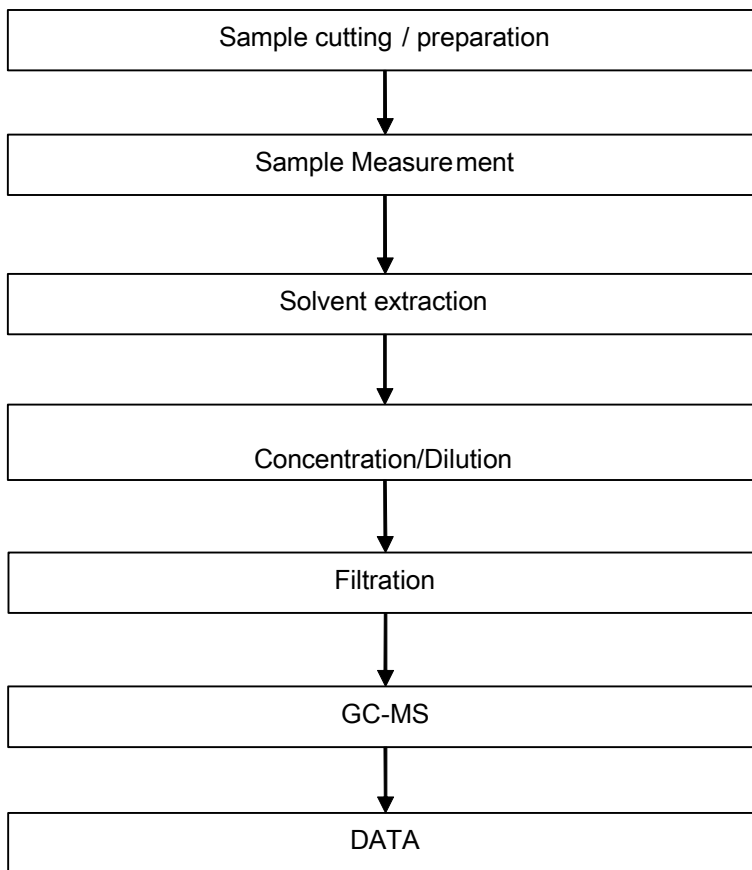 Sample cutting / preparation
Sample Measurement
Solvent extraction
Concentration/Dilution
Filtration
GC-MS
DATA